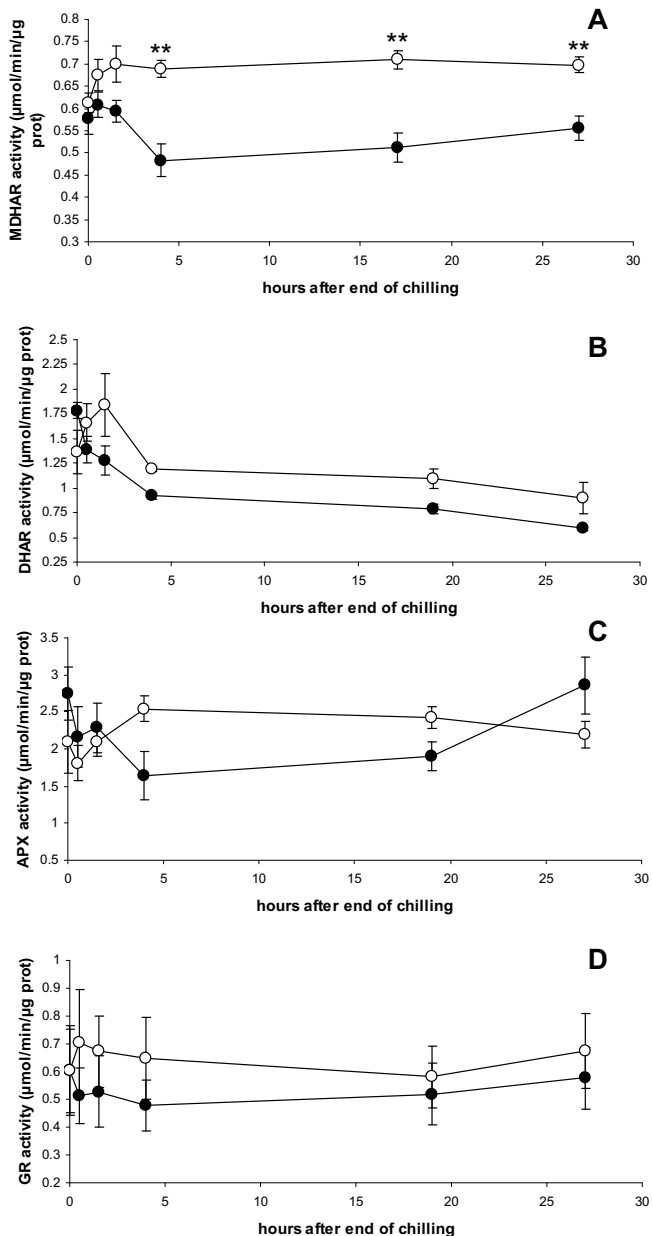 A
MDHAR activity (µmol/min/µg
prot)
0.8
0.75
0.7
0.65
0.6
0.55
0.5
0.45
0.4
0.35
0.3
** ** **
0 5 10 15 20 25 30
hours after end of chilling
B
DHAR activity (µmol/min/µg prot)
2.5
2.25
2
1.75
1.5
1.25
1
0.75
0.5
0.25
0 5 10 15 20 25 30
hours after end of chilling
C
APX activity (µmol/min/µg prot)
3.5
3
2.5
2
1.5
1
0.5
0 5 10 15 20 25 30
hours after end of chilling
D
GR activity (µmol/min/µg prot)
1
0.9
0.8
0.7
0.6
0.5
0.4
0.3
0.2
0 5 10 15 20 25 30
hours after end of chilling